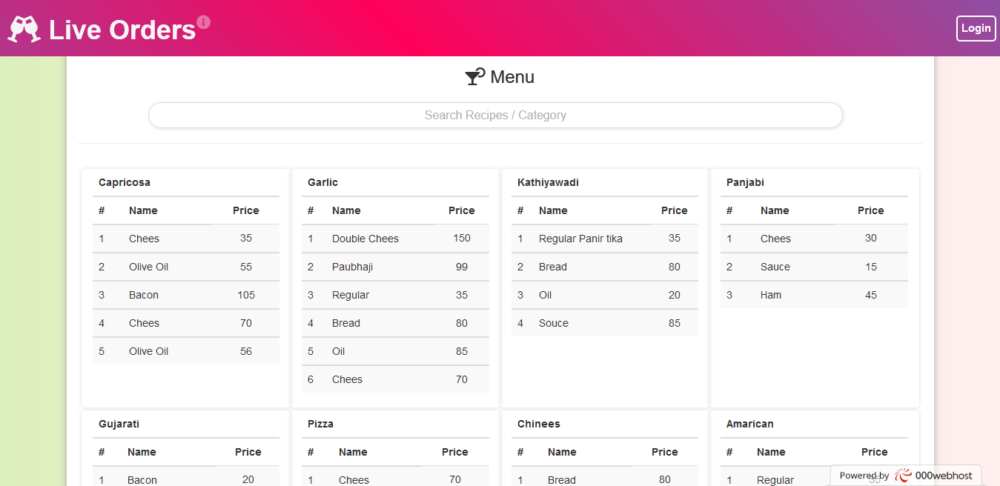 Live Orders
Login
Menu
Search Recipes / Category
Capricosa
# Name Price
1 Chees 35
2 Olive Oil 55
3 Bacon 105
4 Chees 70
5 Olive Oil 56
Garlic
# Name Price
1 Double Chees 150
2 Paubhaji 99
3 Regular 35
4 Bread 80
5 Oil 85
6 Chees 70
Kathiyawadi
# Name Price
1 Regular Panir tika 35
2 Bread 80
3 Oil 20
4 Souce 85
Panjabi
# Name Price
1 Chees 30
2 Sauce 15
3 Ham 45
Gujarati
# Name Price
1 Bacon 20
Pizza
# Name Price
1 Chees 70
Chinees
# Name Price
1 Bread 80
Amarican
# Name Price
1 Regular 35
Powered by 000webhost